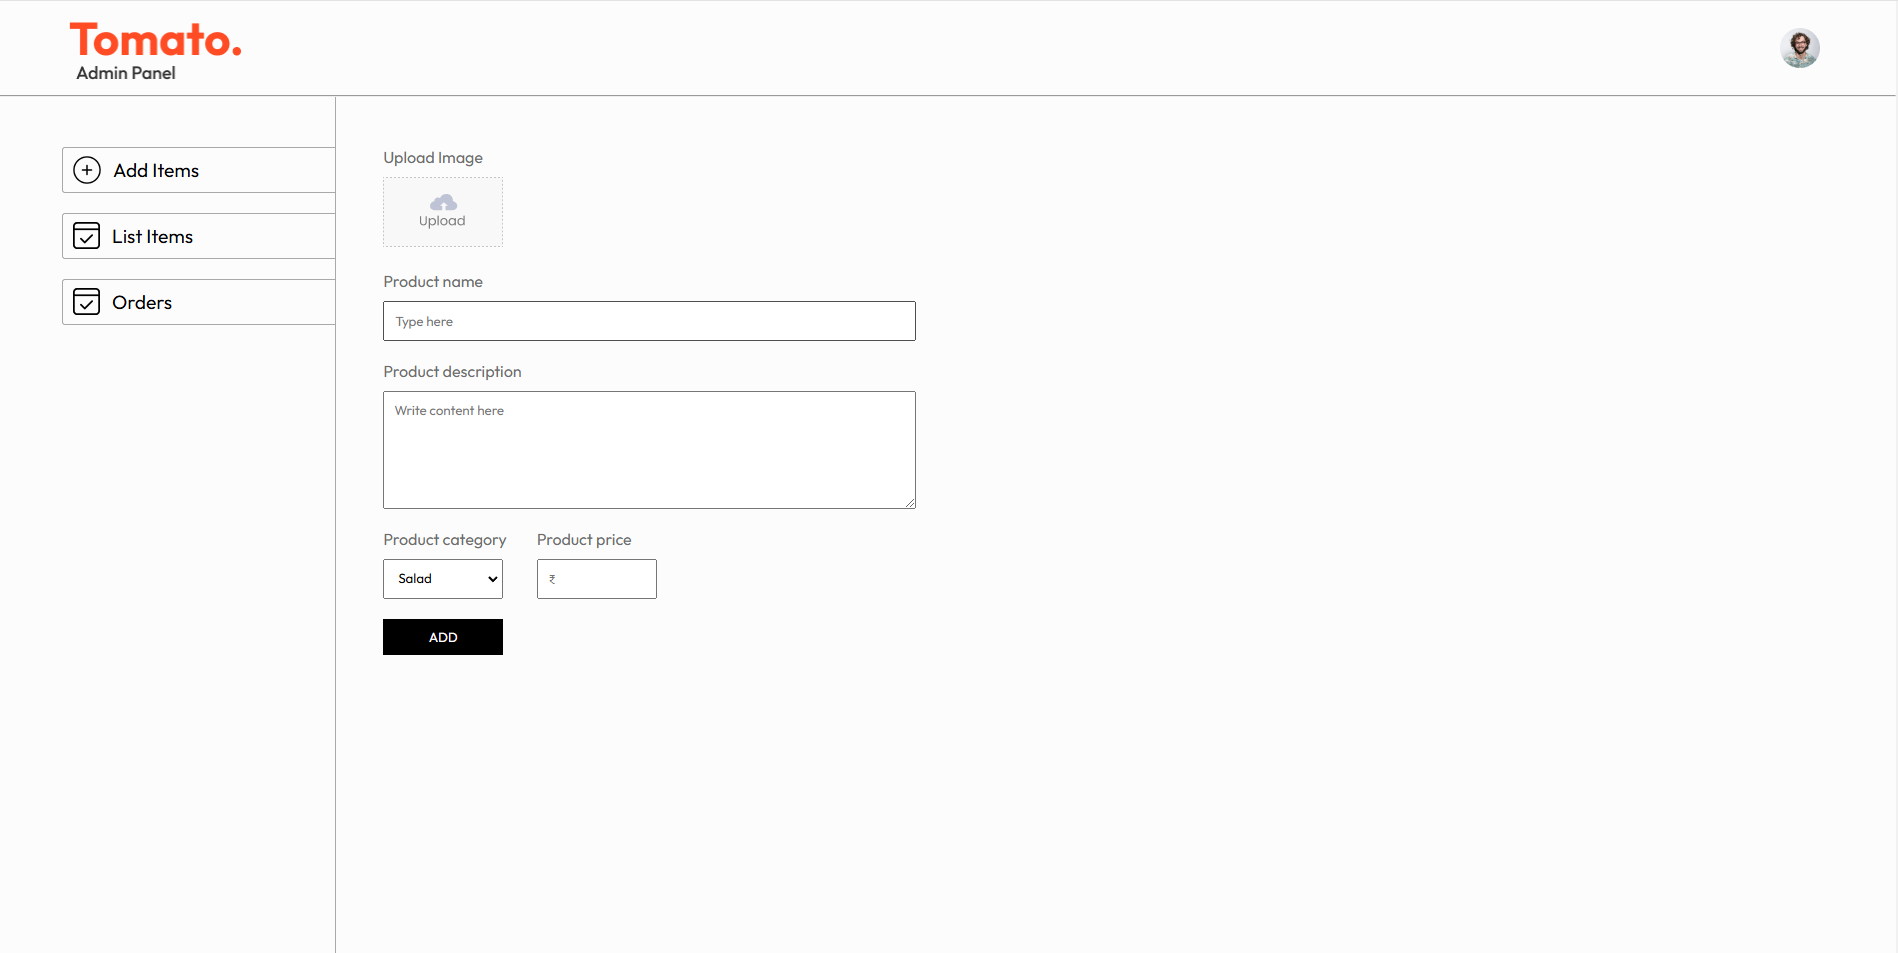 Tomato.
Admin Panel
Add Items
List Items
Orders
Upload Image
Upload
Product name
Type here
Product description
Write content here
Product category
Product price
Salad
₹
ADD